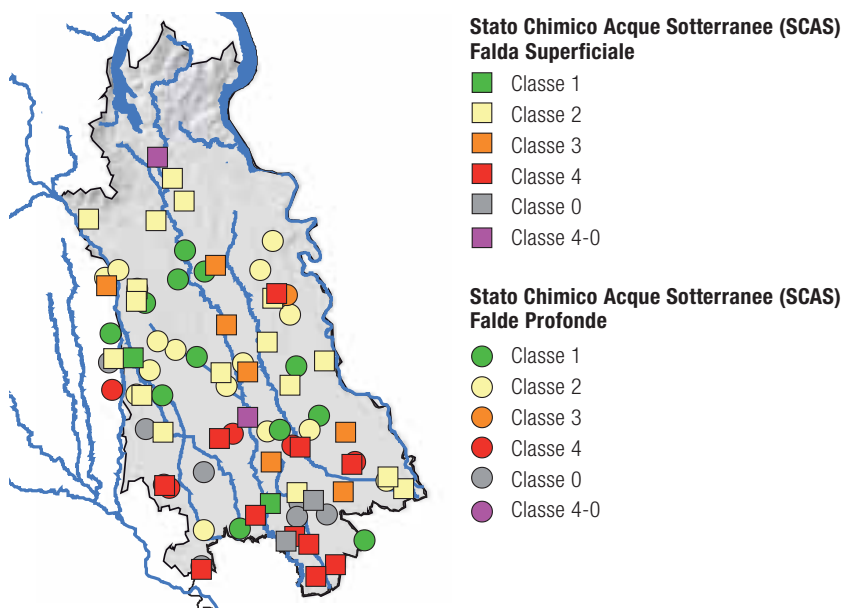 Stato Chimico Acque Sotterranee (SCAS)
Falda Superficiale
Classe 1
Classe 2
Classe 3
Classe 4
Classe 0
Classe 4-0
Stato Chimico Acque Sotterranee (SCAS)
Falde Profonde
Classe 1
Classe 2
Classe 3
Classe 4
Classe 0
Classe 4-0